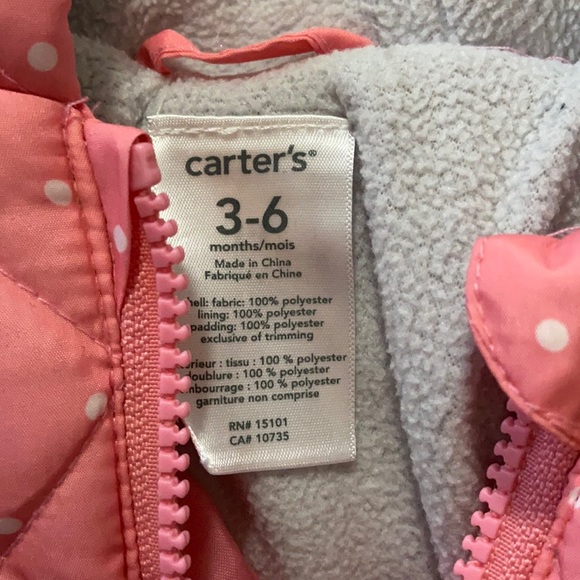 carter's®
3-6
months/mois
Made in China
Fabriqué en Chine
hell: fabric: 100% polyester
lining: 100% polyester
padding: 100% polyester
exclusive of trimming
érieur : tissu : 100 % polyester
doublure : 100 % polyester
mbourrage : 100 % polyester
garniture non comprise
RN# 15101
CA# 10735